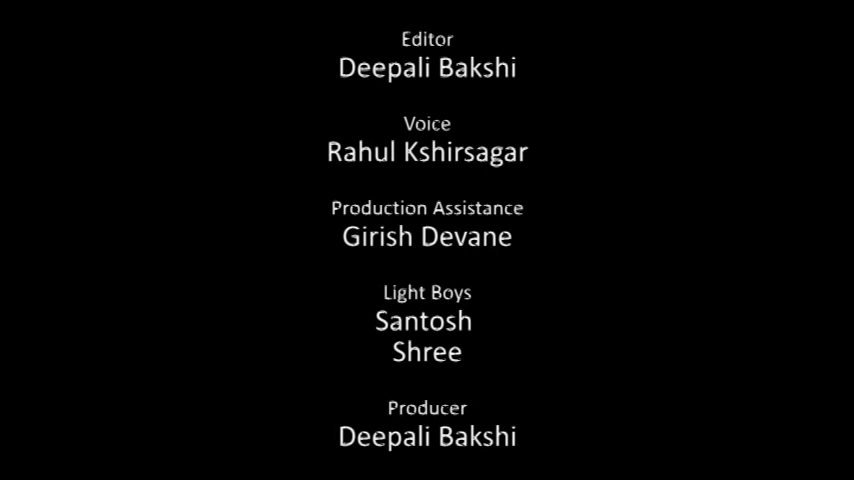 Editor
Deepali Bakshi
Voice
Rahul Kshirsagar
Production Assistance
Girish Devane
Light Boys
Santosh
Shree
Producer
Deepali Bakshi